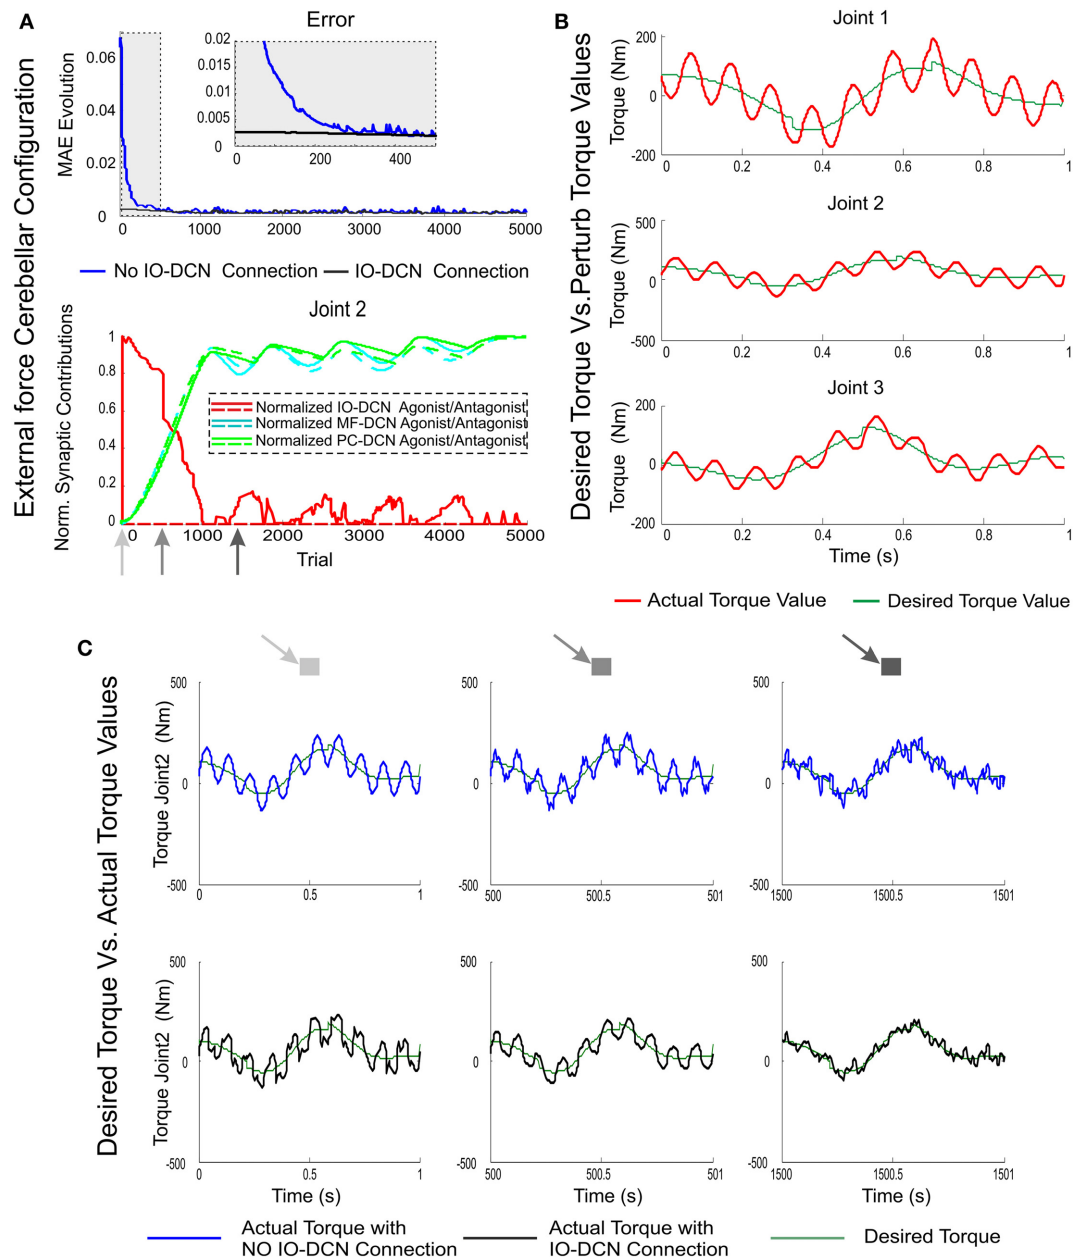 A
External force Cerebellar Configuration
Error
MAE Evolution
0.06
0.04
0.02
0
0.02
0.015
0.01
0.005
0
0 200 400
0 1000 2000 3000 4000 5000
No IO-DCN Connection IO-DCN Connection
Joint 2
Norm. Synaptic Contributions
1
0.8
0.6
0.4
0.2
0
Normalized IO-DCN Agonist/Antagonist
Normalized MF-DCN Agonist/Antagonist
Normalized PC-DCN Agonist/Antagonist
0 1000 2000 3000 4000 5000
Trial
B
Desired Torque Vs.Perturb Torque Values
Joint 1
Torque (Nm)
200
0
-200
0 0.2 0.4 0.6 0.8 1
Joint 2
Torque (Nm)
500
0
-500
0 0.2 0.4 0.6 0.8 1
Joint 3
Torque (Nm)
200
0
-200
0 0.2 0.4 0.6 0.8 1
Time (s)
Actual Torque Value Desired Torque Value
C
Desired Torque Vs. Actual Torque Values
Torque Joint2 (Nm)
500
0
-500
0 0.5 1
500
0
-500
500 500.5 501
500
0
-500
1500 1500.5 1501
Torque Joint2 (Nm)
500
0
-500
0 0.5 1
Time (s)
500
0
-500
500 500.5 501
Time (s)
500
0
-500
1500 1500.5 1501
Time (s)
Actual Torque with
NO IO-DCN Connection
Actual Torque with
IO-DCN Connection
Desired Torque